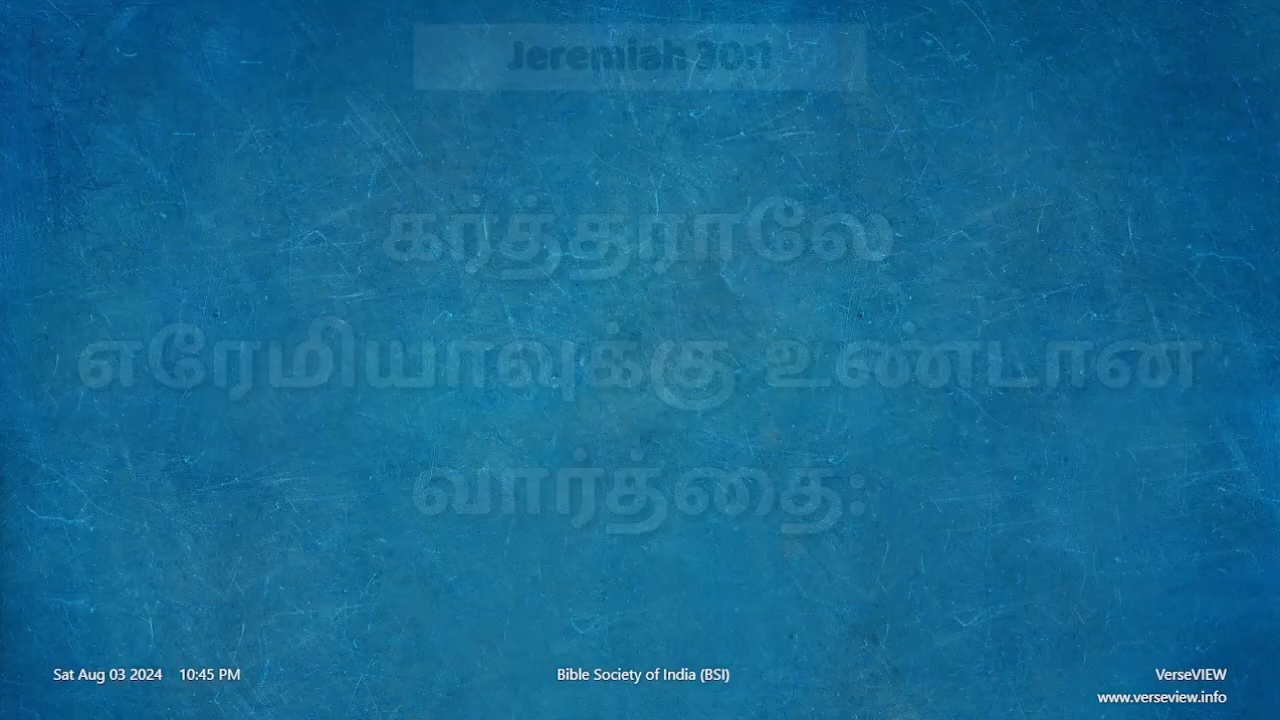 Jeremiah 30:1
கர்த்தராலே
எரேமியாவுக்கு உண்டான
வார்த்தை:
Sat Aug 03 2024 10:45 PM
Bible Society of India (BSI)
VerseVIEW
www.verseview.info